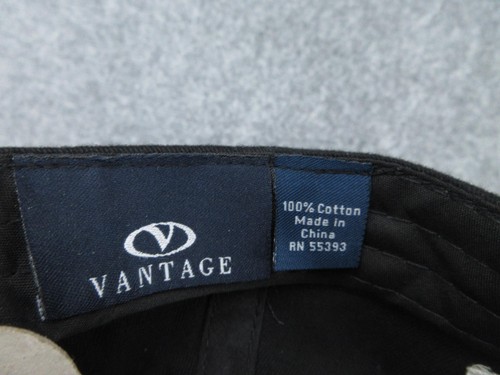 V
VANTAGE
100% Cotton
Made in
China
RN 55393